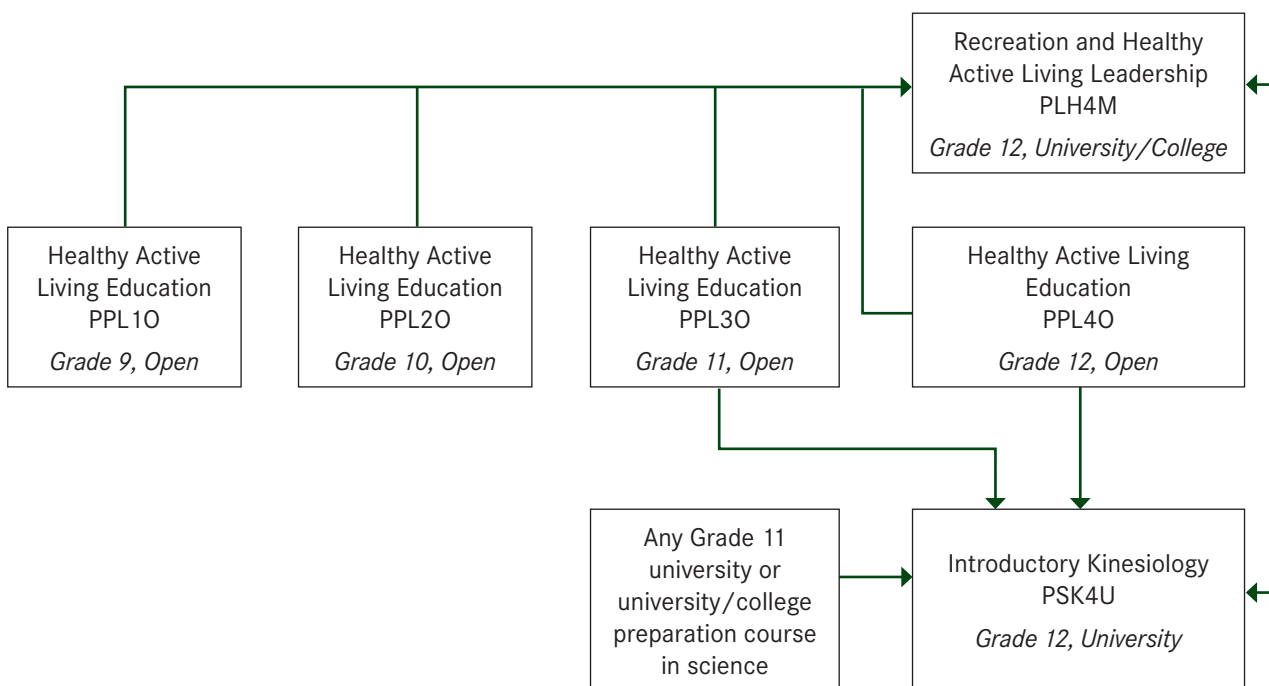 Recreation and Healthy
Active Living Leadership
PLH4M
Grade 12, University/College
Healthy Active
Living Education
PPL1O
Grade 9, Open
Healthy Active
Living Education
PPL2O
Grade 10, Open
Healthy Active
Living Education
PPL3O
Grade 11, Open
Healthy Active Living
Education
PPL4O
Grade 12, Open
Any Grade 11
university or
university/college
preparation course
in science
Introductory Kinesiology
PSK4U
Grade 12, University